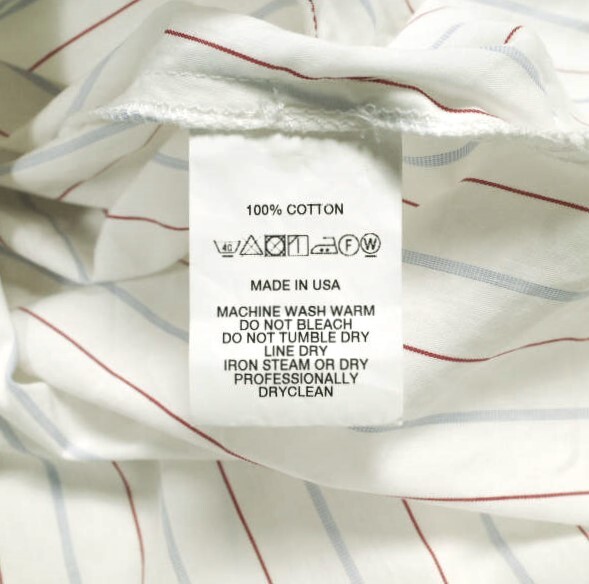 100% COTTON
40 F W
MADE IN USA
MACHINE WASH WARM
DO NOT BLEACH
DO NOT TUMBLE DRY
LINE DRY
IRON STEAM OR DRY
PROFESSIONALLY
DRYCLEAN